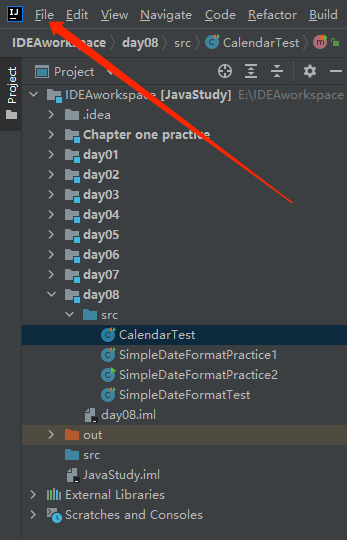 IJ File Edit View Navigate Code Refactor Build
IDEAworkspace day08 src CalendarTest m
Project
Project
IDEAworkspace [JavaStudy] E:\IDEAworkspace
.idea
Chapter one practice
day01
day02
day03
day04
day05
day06
day07
day08
src
CalendarTest
SimpleDateFormatPractice1
SimpleDateFormatPractice2
SimpleDateFormatTest
day08.iml
out
src
JavaStudy.iml
External Libraries
Scratches and Consoles